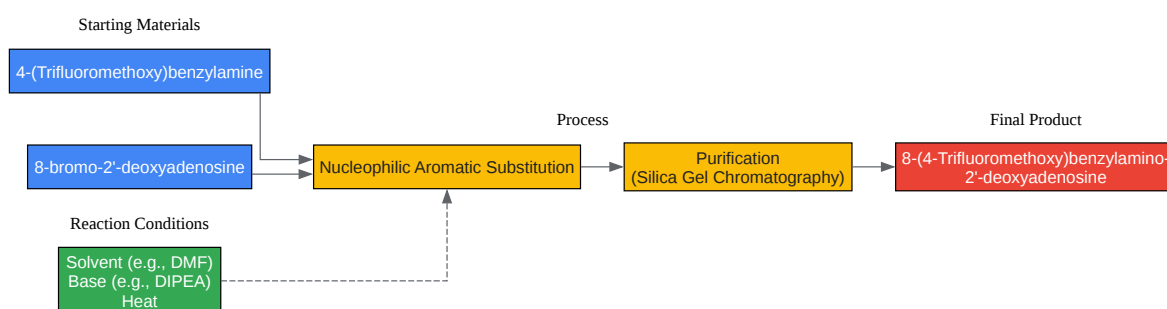 Starting Materials
4-(Trifluoromethoxy)benzylamine
8-bromo-2'-deoxyadenosine
Reaction Conditions
Solvent (e.g., DMF)
Base (e.g., DIPEA)
Heat
Process
Nucleophilic Aromatic Substitution
Purification
(Silica Gel Chromatography)
Final Product
8-(4-Trifluoromethoxy)benzylamino-
2'-deoxyadenosine